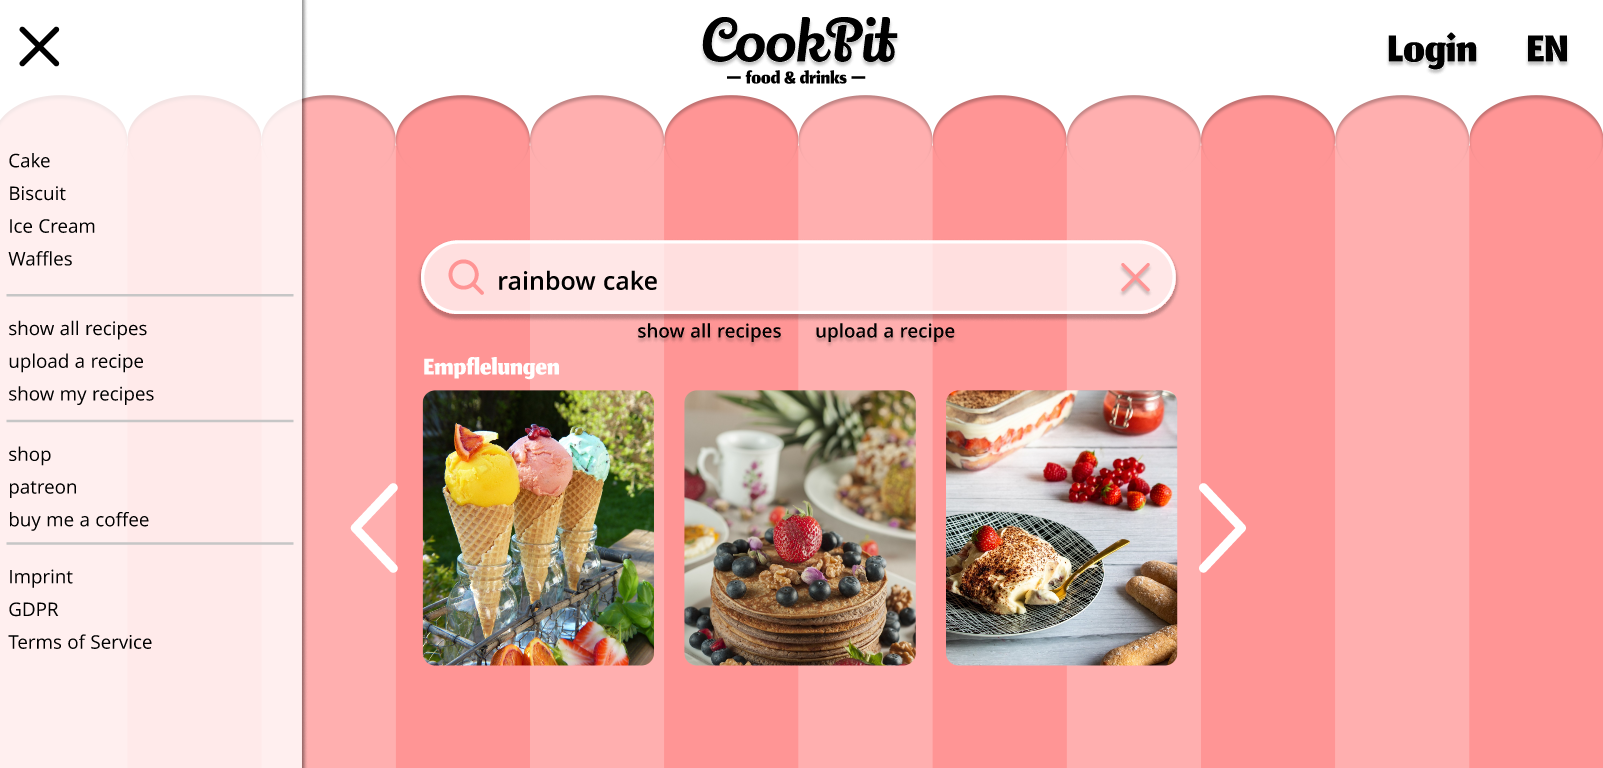 CookPit
— food & drinks —
Login
EN
Cake
Biscuit
Ice Cream
Waffles
show all recipes
upload a recipe
show my recipes
shop
patreon
buy me a coffee
Imprint
GDPR
Terms of Service
rainbow cake
show all recipes
upload a recipe
Empflelungen